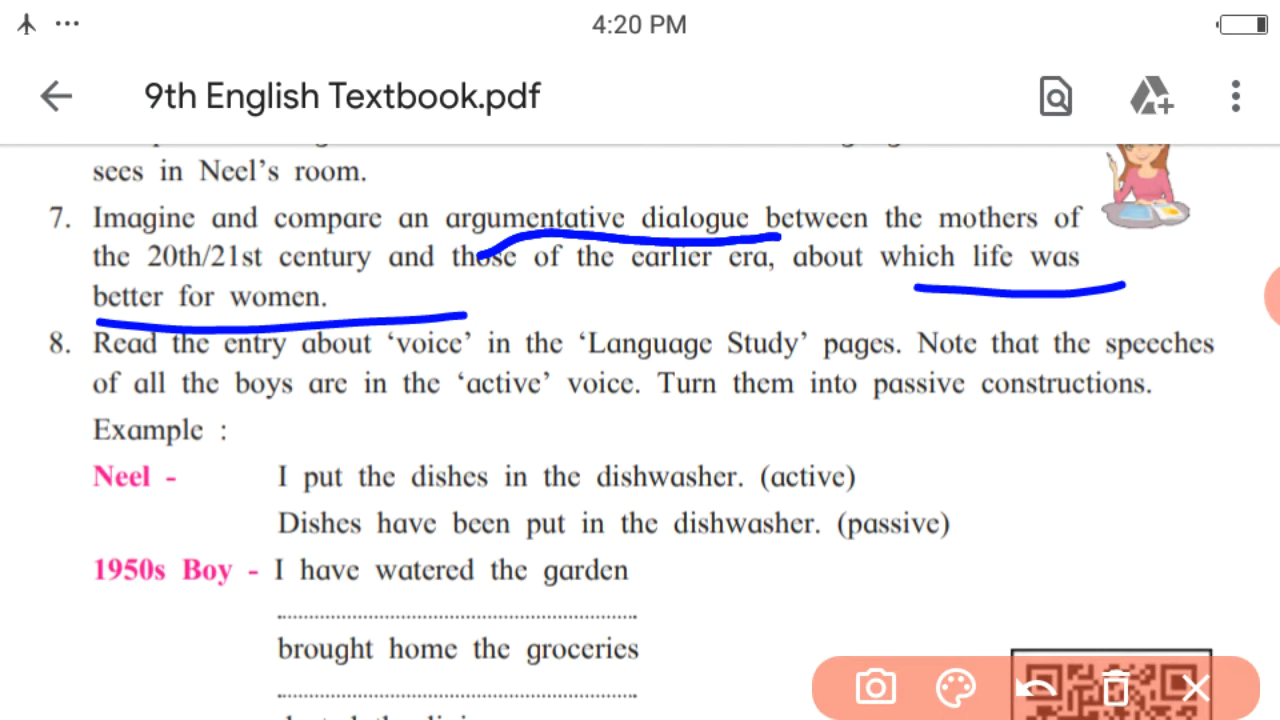 4:20 PM
9th English Textbook.pdf
sees in Neel's room.
7. Imagine and compare an argumentative dialogue between the mothers of
the 20th/21st century and those of the earlier era, about which life was
better for women.
8. Read the entry about 'voice' in the 'Language Study' pages. Note that the speeches
of all the boys are in the 'active' voice. Turn them into passive constructions.
Example :
Neel - I put the dishes in the dishwasher. (active)
Dishes have been put in the dishwasher. (passive)
1950s Boy - I have watered the garden
brought home the groceries